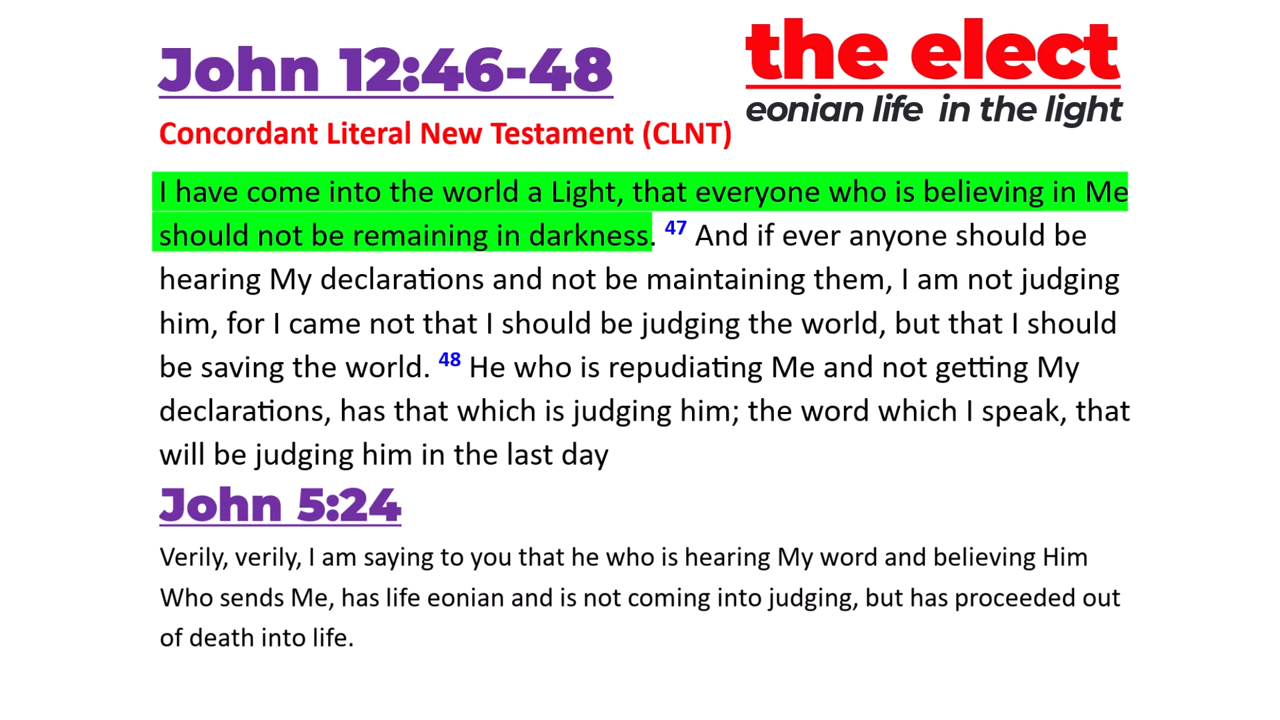 John 12:46-48
the elect
eonian life in the light
Concordant Literal New Testament (CLNT)
I have come into the world a Light, that everyone who is believing in Me
should not be remaining in darkness. 47 And if ever anyone should be
hearing My declarations and not be maintaining them, I am not judging
him, for I came not that I should be judging the world, but that I should
be saving the world. 48 He who is repudiating Me and not getting My
declarations, has that which is judging him; the word which I speak, that
will be judging him in the last day
John 5:24
Verily, verily, I am saying to you that he who is hearing My word and believing Him
Who sends Me, has life eonian and is not coming into judging, but has proceeded out
of death into life.